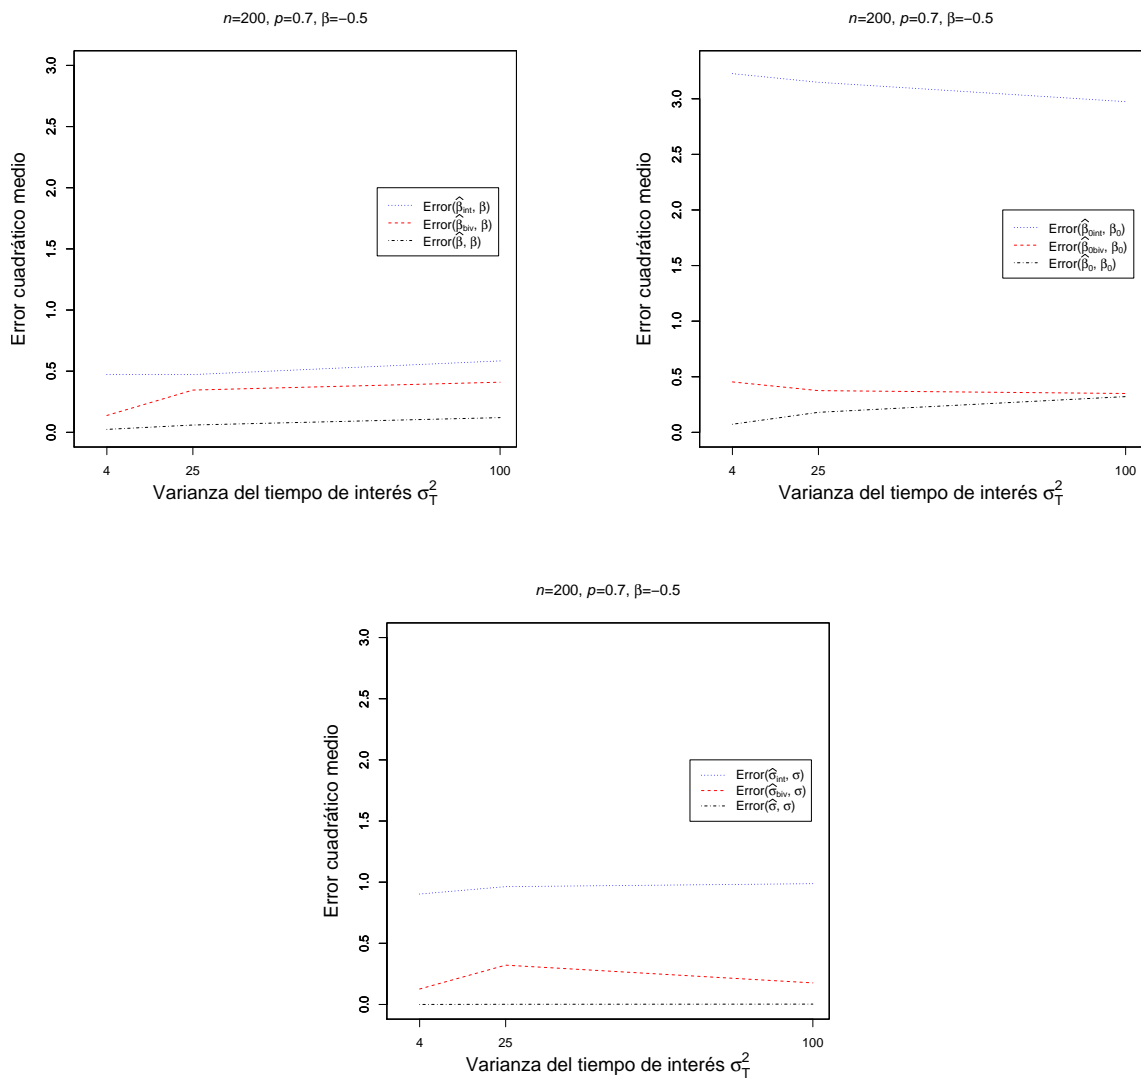 n=200, p=0.7, β=−0.5
Error cuadrático medio
3.0
2.5
2.0
1.5
1.0
0.5
0.0
Error(β̂int, β)
Error(β̂biv, β)
Error(β̂, β)
4
25
100
Varianza del tiempo de interés σ²T
n=200, p=0.7, β=−0.5
Error cuadrático medio
3.0
2.5
2.0
1.5
1.0
0.5
0.0
Error(β̂0int, β0)
Error(β̂0biv, β0)
Error(β̂0, β0)
4
25
100
Varianza del tiempo de interés σ²T
n=200, p=0.7, β=−0.5
Error cuadrático medio
3.0
2.5
2.0
1.5
1.0
0.5
0.0
Error(σ̂int, σ)
Error(σ̂biv, σ)
Error(σ̂, σ)
4
25
100
Varianza del tiempo de interés σ²T